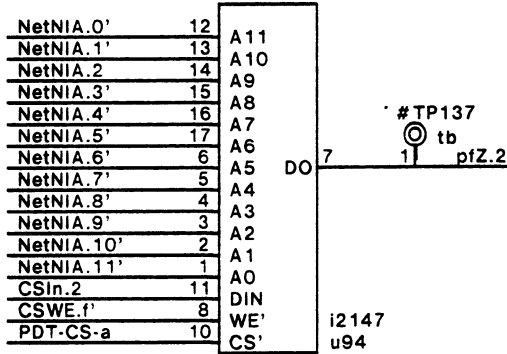 NetNIA.0' 12 A11
NetNIA.1' 13 A10
NetNIA.2 14 A9
NetNIA.3' 15 A8
NetNIA.4' 16 A7
NetNIA.5' 17 A6
NetNIA.6' 6 A5 DO 7 1 pfZ.2
#TP137
tb
NetNIA.7' 5 A4
NetNIA.8' 4 A3
NetNIA.9' 3 A2
NetNIA.10' 2 A1
NetNIA.11' 1 A0
CSIn.2 11 DIN
CSWE.f' 8 WE' i2147
PDT-CS-a 10 CS' u94